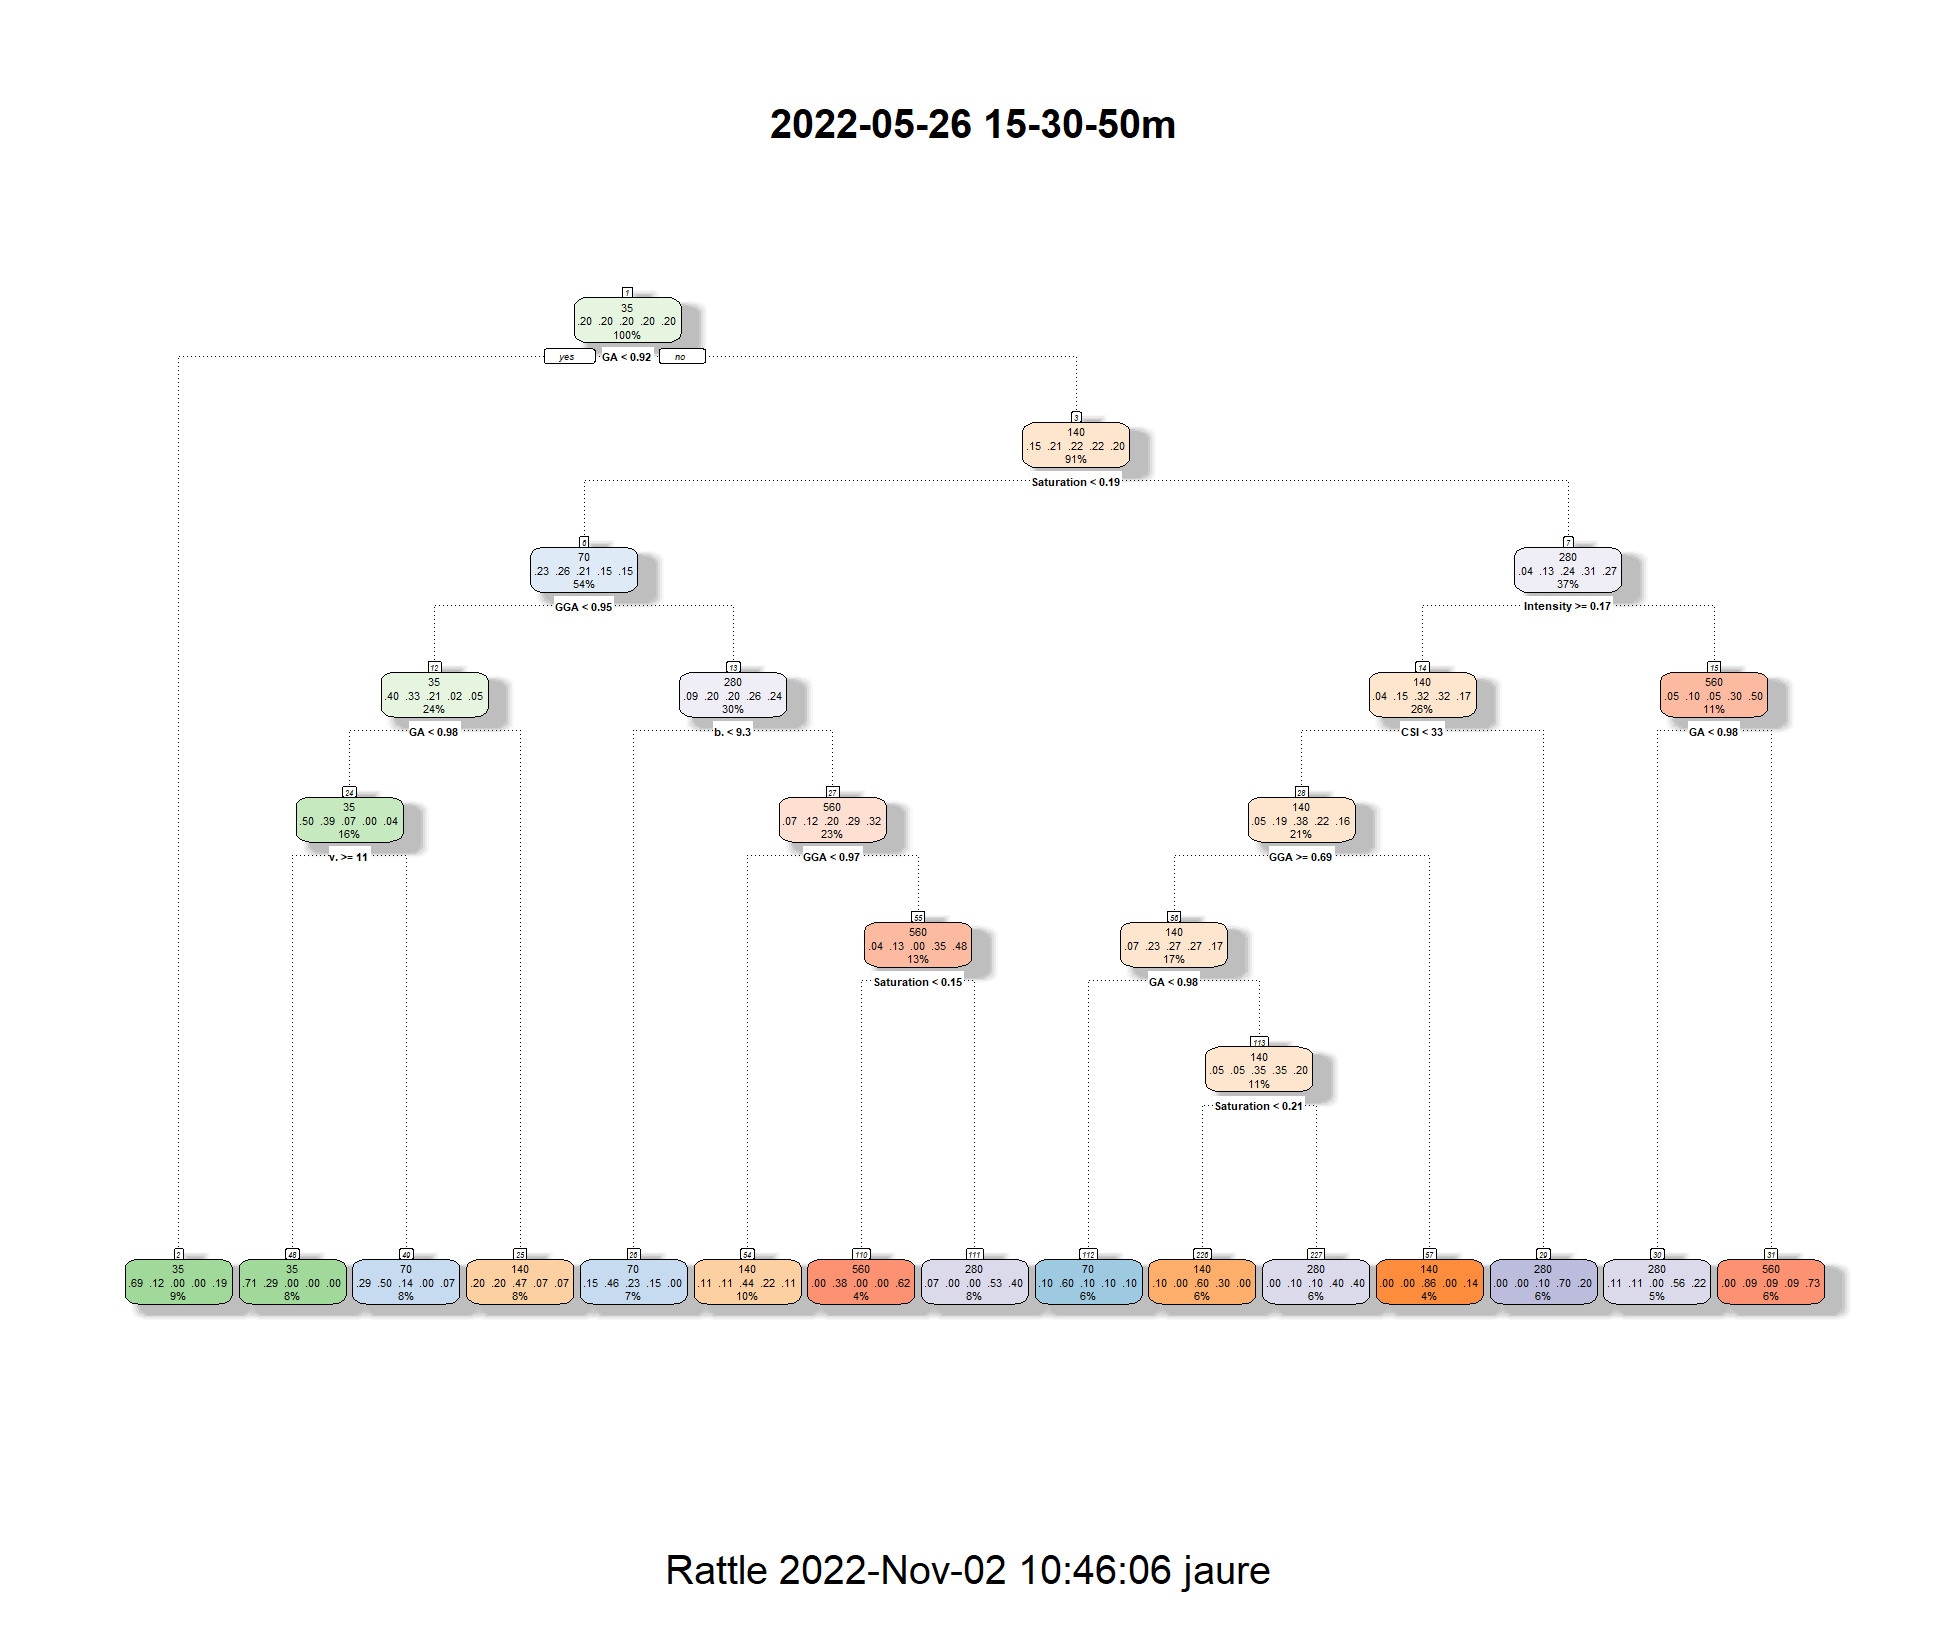 2022-05-26 15-30-50m
1
35
.20 .20 .20 .20 .20
100%
yes GA < 0.92 no
3
140
.15 .21 .22 .22 .20
91%
Saturation < 0.19
6
70
.23 .26 .21 .15 .15
54%
GGA < 0.95
7
280
.04 .13 .24 .31 .27
37%
Intensity >= 0.17
12
35
.40 .33 .21 .02 .05
24%
GA < 0.98
13
280
.09 .20 .20 .26 .24
30%
b. < 9.3
14
140
.04 .15 .32 .32 .17
26%
CSI < 33
15
560
.05 .10 .05 .30 .50
11%
GA < 0.98
24
35
.50 .39 .07 .00 .04
16%
v. >= 11
27
560
.07 .12 .20 .29 .32
23%
GGA < 0.97
28
140
.05 .19 .38 .22 .16
21%
GGA >= 0.69
55
560
.04 .13 .00 .35 .48
13%
Saturation < 0.15
56
140
.07 .23 .27 .27 .17
17%
GA < 0.98
113
140
.05 .05 .35 .35 .20
11%
Saturation < 0.21
2
35
.69 .12 .00 .00 .19
9%
48
35
.71 .29 .00 .00 .00
8%
49
70
.29 .50 .14 .00 .07
8%
25
140
.20 .20 .47 .07 .07
8%
26
70
.15 .46 .23 .15 .00
7%
54
140
.11 .11 .44 .22 .11
10%
110
560
.00 .38 .00 .00 .62
4%
111
280
.07 .00 .00 .53 .40
8%
112
70
.10 .60 .10 .10 .10
6%
226
140
.10 .00 .60 .30 .00
6%
227
280
.00 .10 .10 .40 .40
6%
57
140
.00 .00 .86 .00 .14
4%
29
280
.00 .00 .10 .70 .20
6%
30
280
.11 .11 .00 .56 .22
5%
31
560
.00 .09 .09 .09 .73
6%
Rattle 2022-Nov-02 10:46:06 jaure